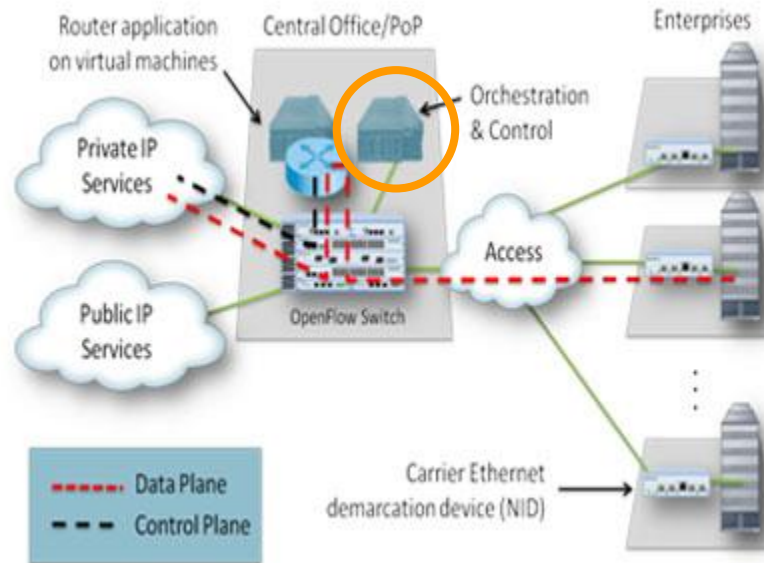 Router application
on virtual machines
Central Office/PoP
Enterprises
Orchestration
& Control
Private IP
Services
Access
OpenFlow Switch
Public IP
Services
Data Plane
Control Plane
Carrier Ethernet
demarcation device (NID)